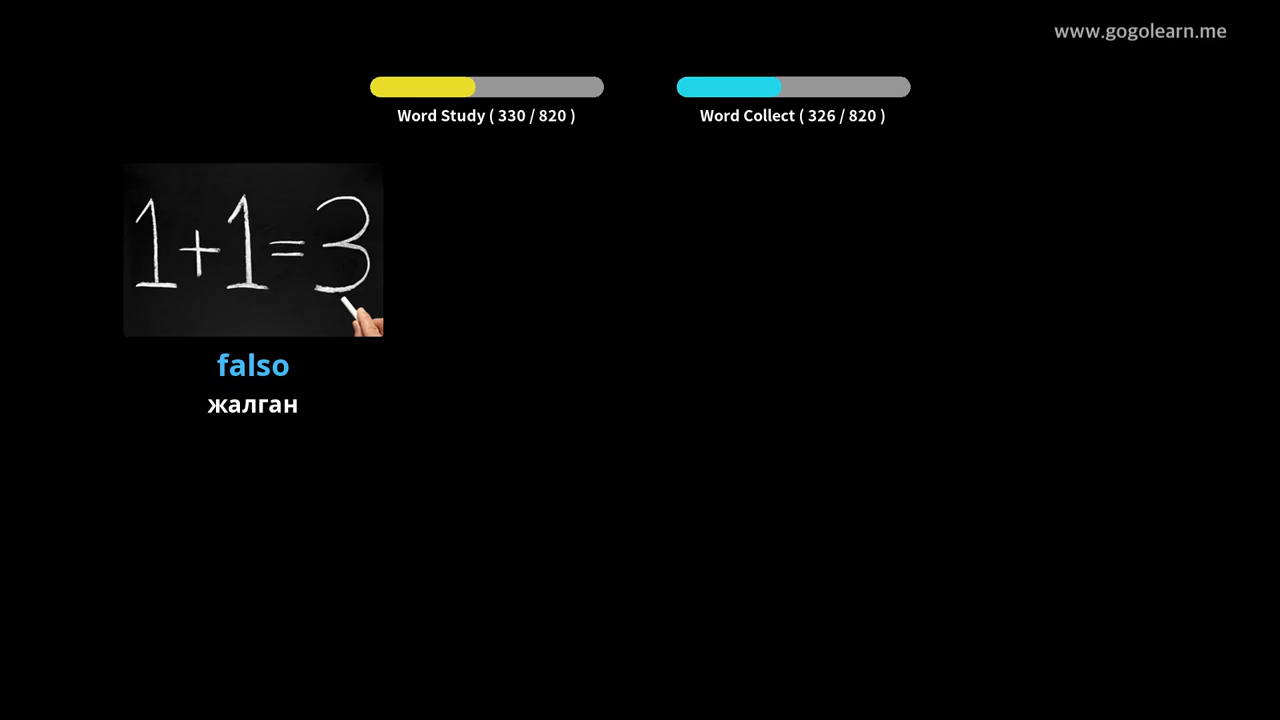 www.gogolearn.me
Word Study ( 330 / 820 )
Word Collect ( 326 / 820 )
1+1=3
falso
жалган